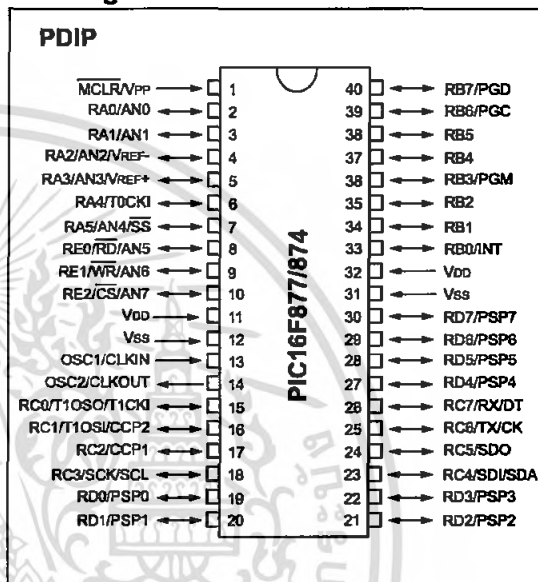 PDIP
MCLR/VPP 1 40 RB7/PGD
RA0/AN0 2 39 RB6/PGC
RA1/AN1 3 38 RB5
RA2/AN2/VREF- 4 37 RB4
RA3/AN3/VREF+ 5 36 RB3/PGM
RA4/T0CKI 6 35 RB2
RA5/AN4/SS 7 34 RB1
RE0/RD/AN5 8 33 RB0/INT
RE1/WR/AN6 9 32 VDD
RE2/CS/AN7 10 31 VSS
VDD 11 30 RD7/PSP7
VSS 12 29 RD6/PSP6
OSC1/CLKIN 13 28 RD5/PSP5
OSC2/CLKOUT 14 27 RD4/PSP4
RC0/T1OSO/T1CKI 15 26 RC7/RX/DT
RC1/T1OSI/CCP2 16 25 RC6/TX/CK
RC2/CCP1 17 24 RC5/SDO
RC3/SCK/SCL 18 23 RC4/SDI/SDA
RD0/PSP0 19 22 RD3/PSP3
RD1/PSP1 20 21 RD2/PSP2
PIC16F877/874